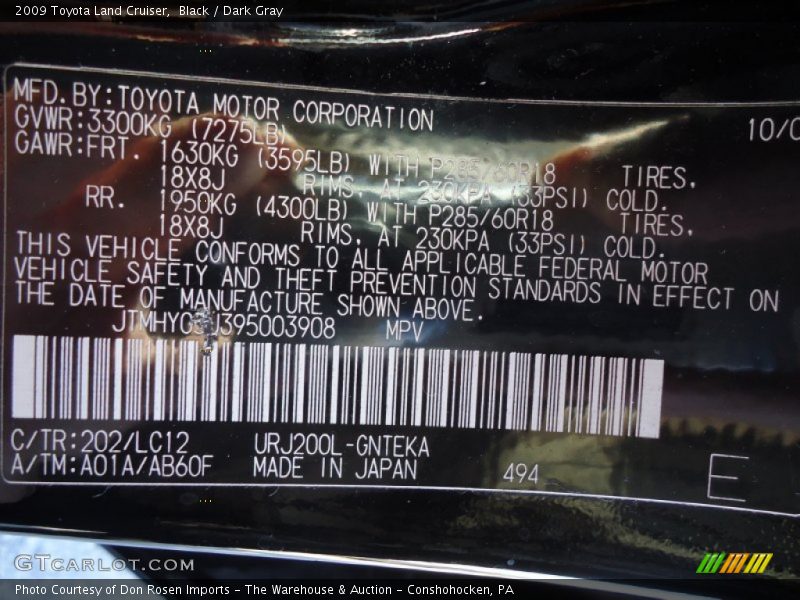 2009 Toyota Land Cruiser,  Black / Dark Gray
MFD.BY:TOYOTA MOTOR CORPORATION
10/0
GVWR:3300KG (7275LB)
GAWR:FRT. 1630KG (3595LB) WITH P285/60R18 TIRES,
18X8J RIMS, AT 230KPA (33PSI) COLD.
RR. 1950KG (4300LB) WITH P285/60R18 TIRES,
18X8J RIMS, AT 230KPA (33PSI) COLD.
THIS VEHICLE CONFORMS TO ALL APPLICABLE FEDERAL MOTOR
VEHICLE SAFETY AND THEFT PREVENTION STANDARDS IN EFFECT ON
THE DATE OF MANUFACTURE SHOWN ABOVE.
MPV
C/TR:202/LC12 URJ200L-GNTEKA
A/TM:A01A/AB60F MADE IN JAPAN 494
E
GTCARLOT.COM
Photo Courtesy of Don Rosen Imports - The Warehouse & Auction - Conshohocken, PA